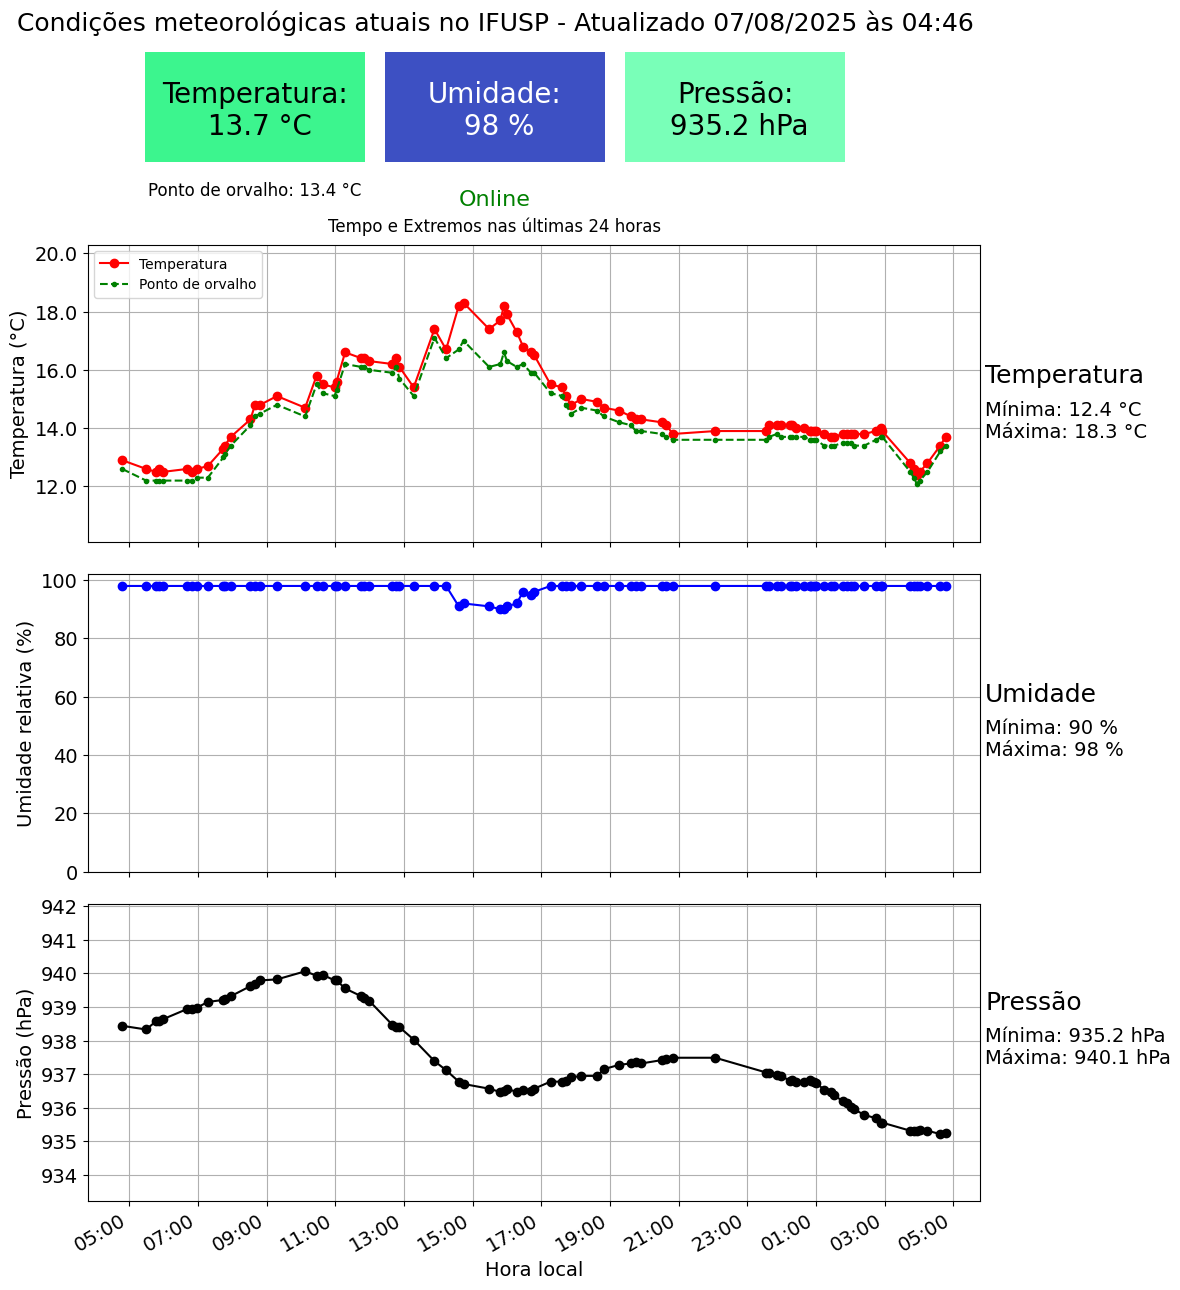 Condições meteorológicas atuais no IFUSP - Atualizado 07/08/2025 às 04:46
Temperatura:
13.7 °C
Umidade:
98 %
Pressão:
935.2 hPa
Ponto de orvalho: 13.4 °C
Online
Tempo e Extremos nas últimas 24 horas
Temperatura
Ponto de orvalho
Temperatura (°C)
20.0
18.0
16.0
14.0
12.0
Temperatura
Mínima: 12.4 °C
Máxima: 18.3 °C
Umidade relativa (%)
100
80
60
40
20
0
Umidade
Mínima: 90 %
Máxima: 98 %
Pressão (hPa)
942
941
940
939
938
937
936
935
934
Pressão
Mínima: 935.2 hPa
Máxima: 940.1 hPa
05:00
07:00
09:00
11:00
13:00
15:00
17:00
19:00
21:00
23:00
01:00
03:00
05:00
Hora local